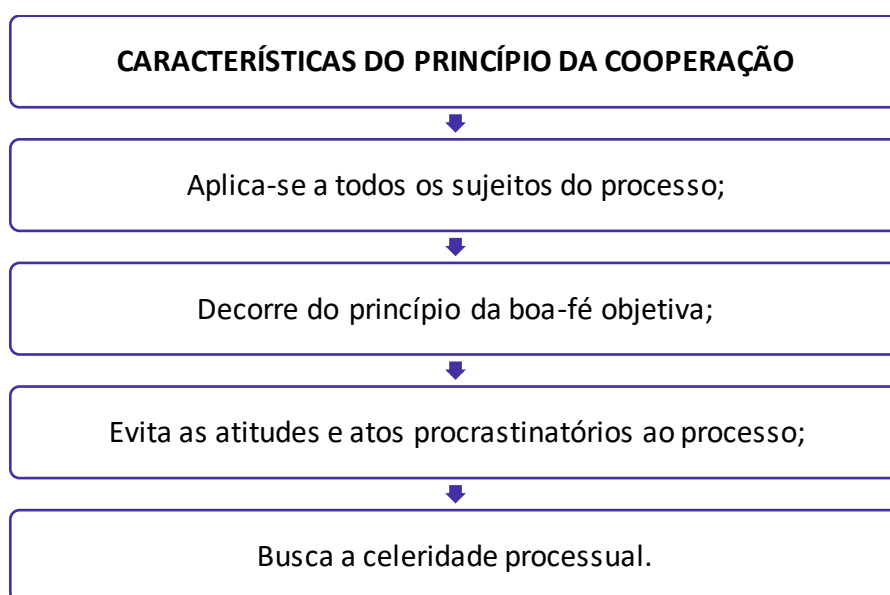 CARACTERÍSTICAS DO PRINCÍPIO DA COOPERAÇÃO
Aplica-se a todos os sujeitos do processo;
Decorre do princípio da boa-fé objetiva;
Evita as atitudes e atos procrastinatórios ao processo;
Busca a celeridade processual.